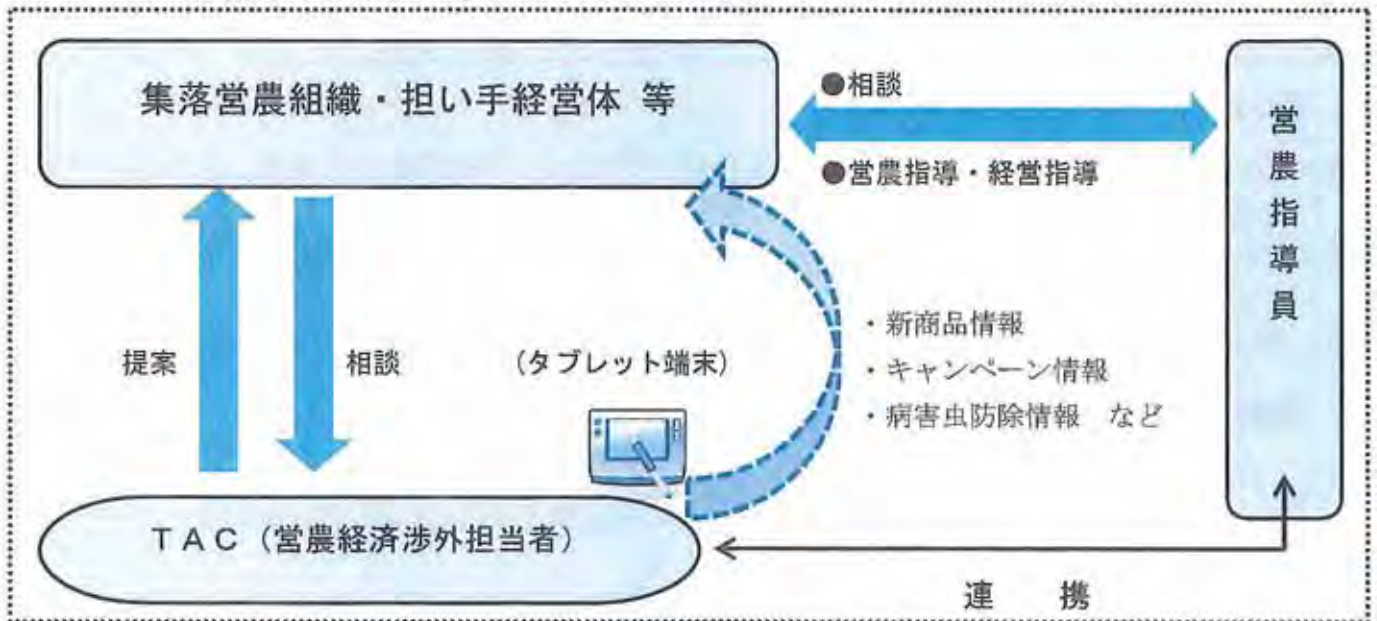 集落営農組織・担い手経営体 等
●相談
●営農指導・経営指導
営農指導員
提案
相談
（タブレット端末）
・新商品情報
・キャンペーン情報
・病害虫防除情報　など
ＴＡＣ（営農経済渉外担当者）
連　携